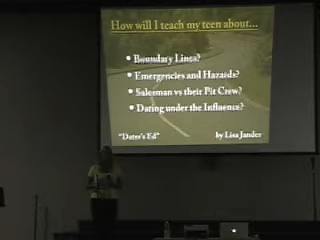 How will I teach my teen about...
• Boundary Lines?
• Emergencies and Hazards?
• Salesman vs their Pit Crew?
• Dating under the Influence?
"Dater's Ed" by Lisa Jander